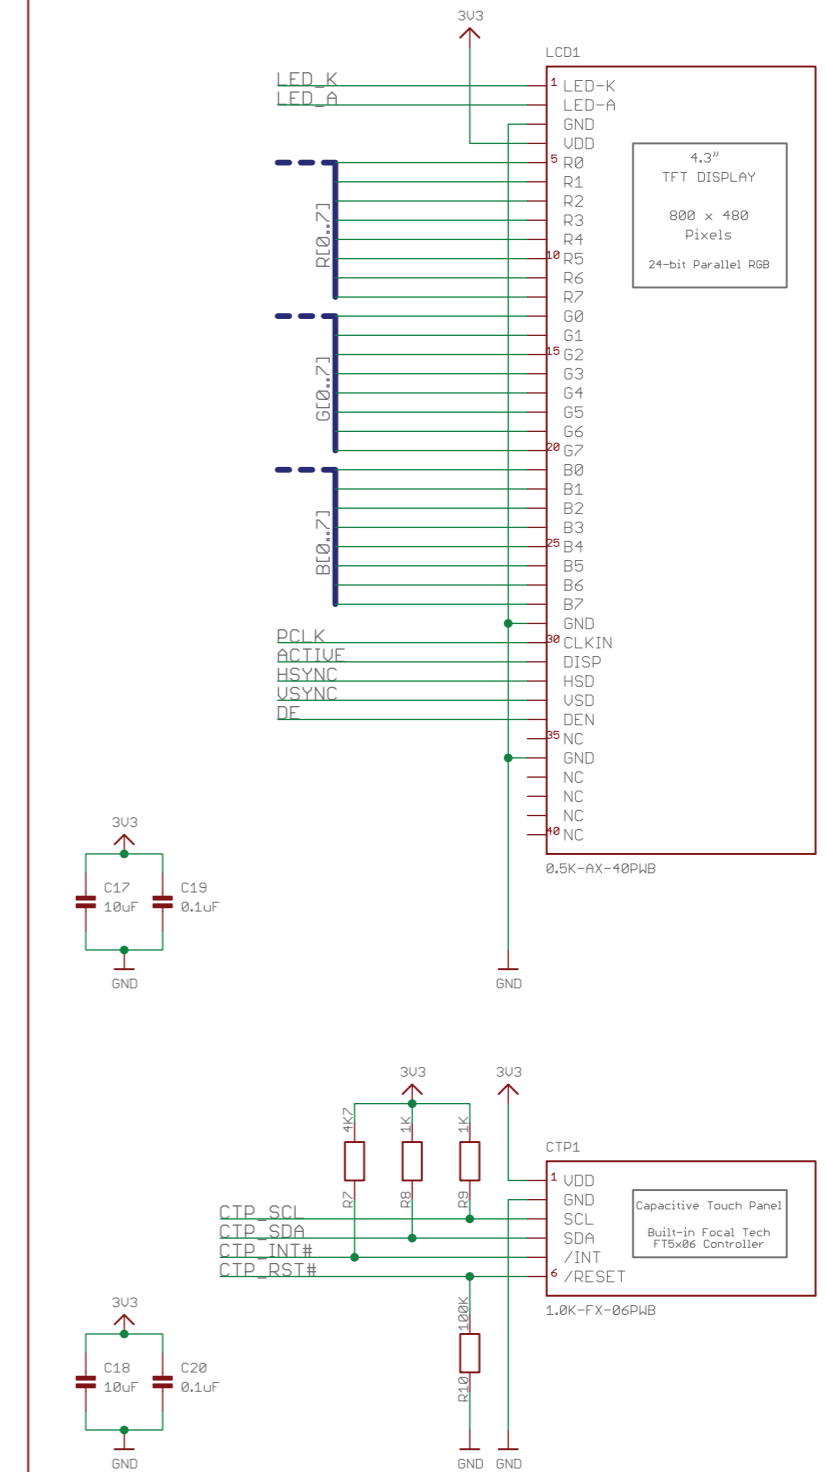 3V3
LCD1
LED_K
1 LED-K
LED_A
LED-A
GND
VDD
5 R0
R1
R2
R3
R4
10 R5
R6
R7
R[0..7]
4.3"
TFT DISPLAY
800 x 480
Pixels
24-bit Parallel RGB
G0
G1
15 G2
G3
G4
G5
G6
20 G7
G[0..7]
B0
B1
B2
B3
25 B4
B5
B6
B7
B[0..7]
GND
PCLK
30 CLKIN
ACTIVE
DISP
HSYNC
HSD
VSYNC
VSD
DE
DEN
35 NC
GND
NC
NC
NC
40 NC
0.5K-AX-40PWB
3V3
C17
10uF
C19
0.1uF
GND
GND
3V3
3V3
4K7
1K
1K
R7
R8
R9
CTP1
CTP_SCL
CTP_SDA
CTP_INT#
CTP_RST#
1 VDD
GND
SCL
SDA
/INT
6 /RESET
Capacitive Touch Panel
Built-in Focal Tech
FT5x06 Controller
1.0K-FX-06PWB
3V3
C18
10uF
C20
0.1uF
GND
100K
R10
GND
GND